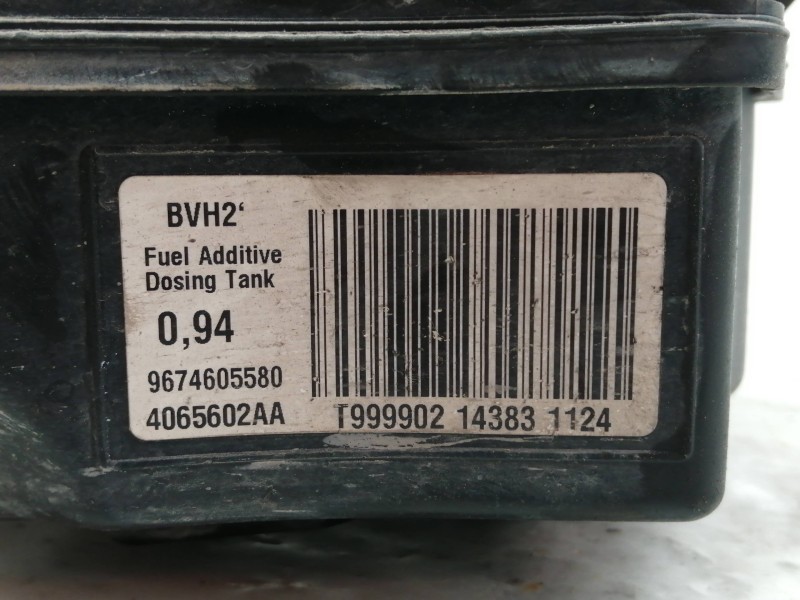 BVH2'
Fuel Additive
Dosing Tank
0,94
9674605580
4065602AA
T999902 14383 1124